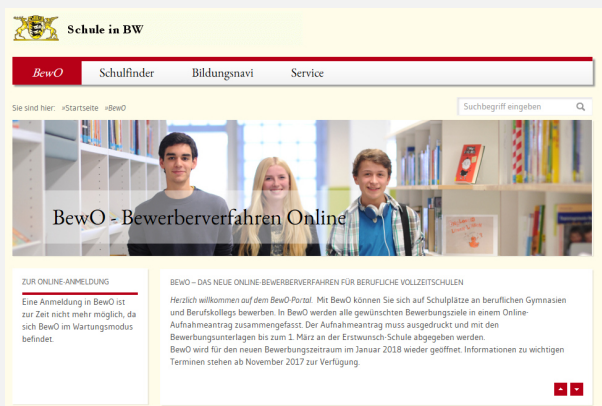 Schule in BW
BewO Schulfinder Bildungsnavi Service
Sie sind hier: »Startseite »BewO
Suchbegriff eingeben
BewO - Bewerberverfahren Online
ZUR ONLINE-ANMELDUNG
Eine Anmeldung in BewO ist
zur Zeit nicht mehr möglich, da
sich BewO im Wartungsmodus
befindet.
BEWO – DAS NEUE ONLINE-BEWERBERVERFAHREN FÜR BERUFLICHE VOLLZEITSCHULEN
Herzlich willkommen auf dem BewO-Portal. Mit BewO können Sie sich auf Schulplätze an beruflichen Gymnasien
und Berufskollegs bewerben. In BewO werden alle gewünschten Bewerbungsziele in einem Online-
Aufnahmeantrag zusammengefasst. Der Aufnahmeantrag muss ausgedruckt und mit den
Bewerbungsunterlagen bis zum 1. März an der Erstwunsch-Schule abgegeben werden.
BewO wird für den neuen Bewerbungszeitraum im Januar 2018 wieder geöffnet. Informationen zu wichtigen
Terminen stehen ab November 2017 zur Verfügung.